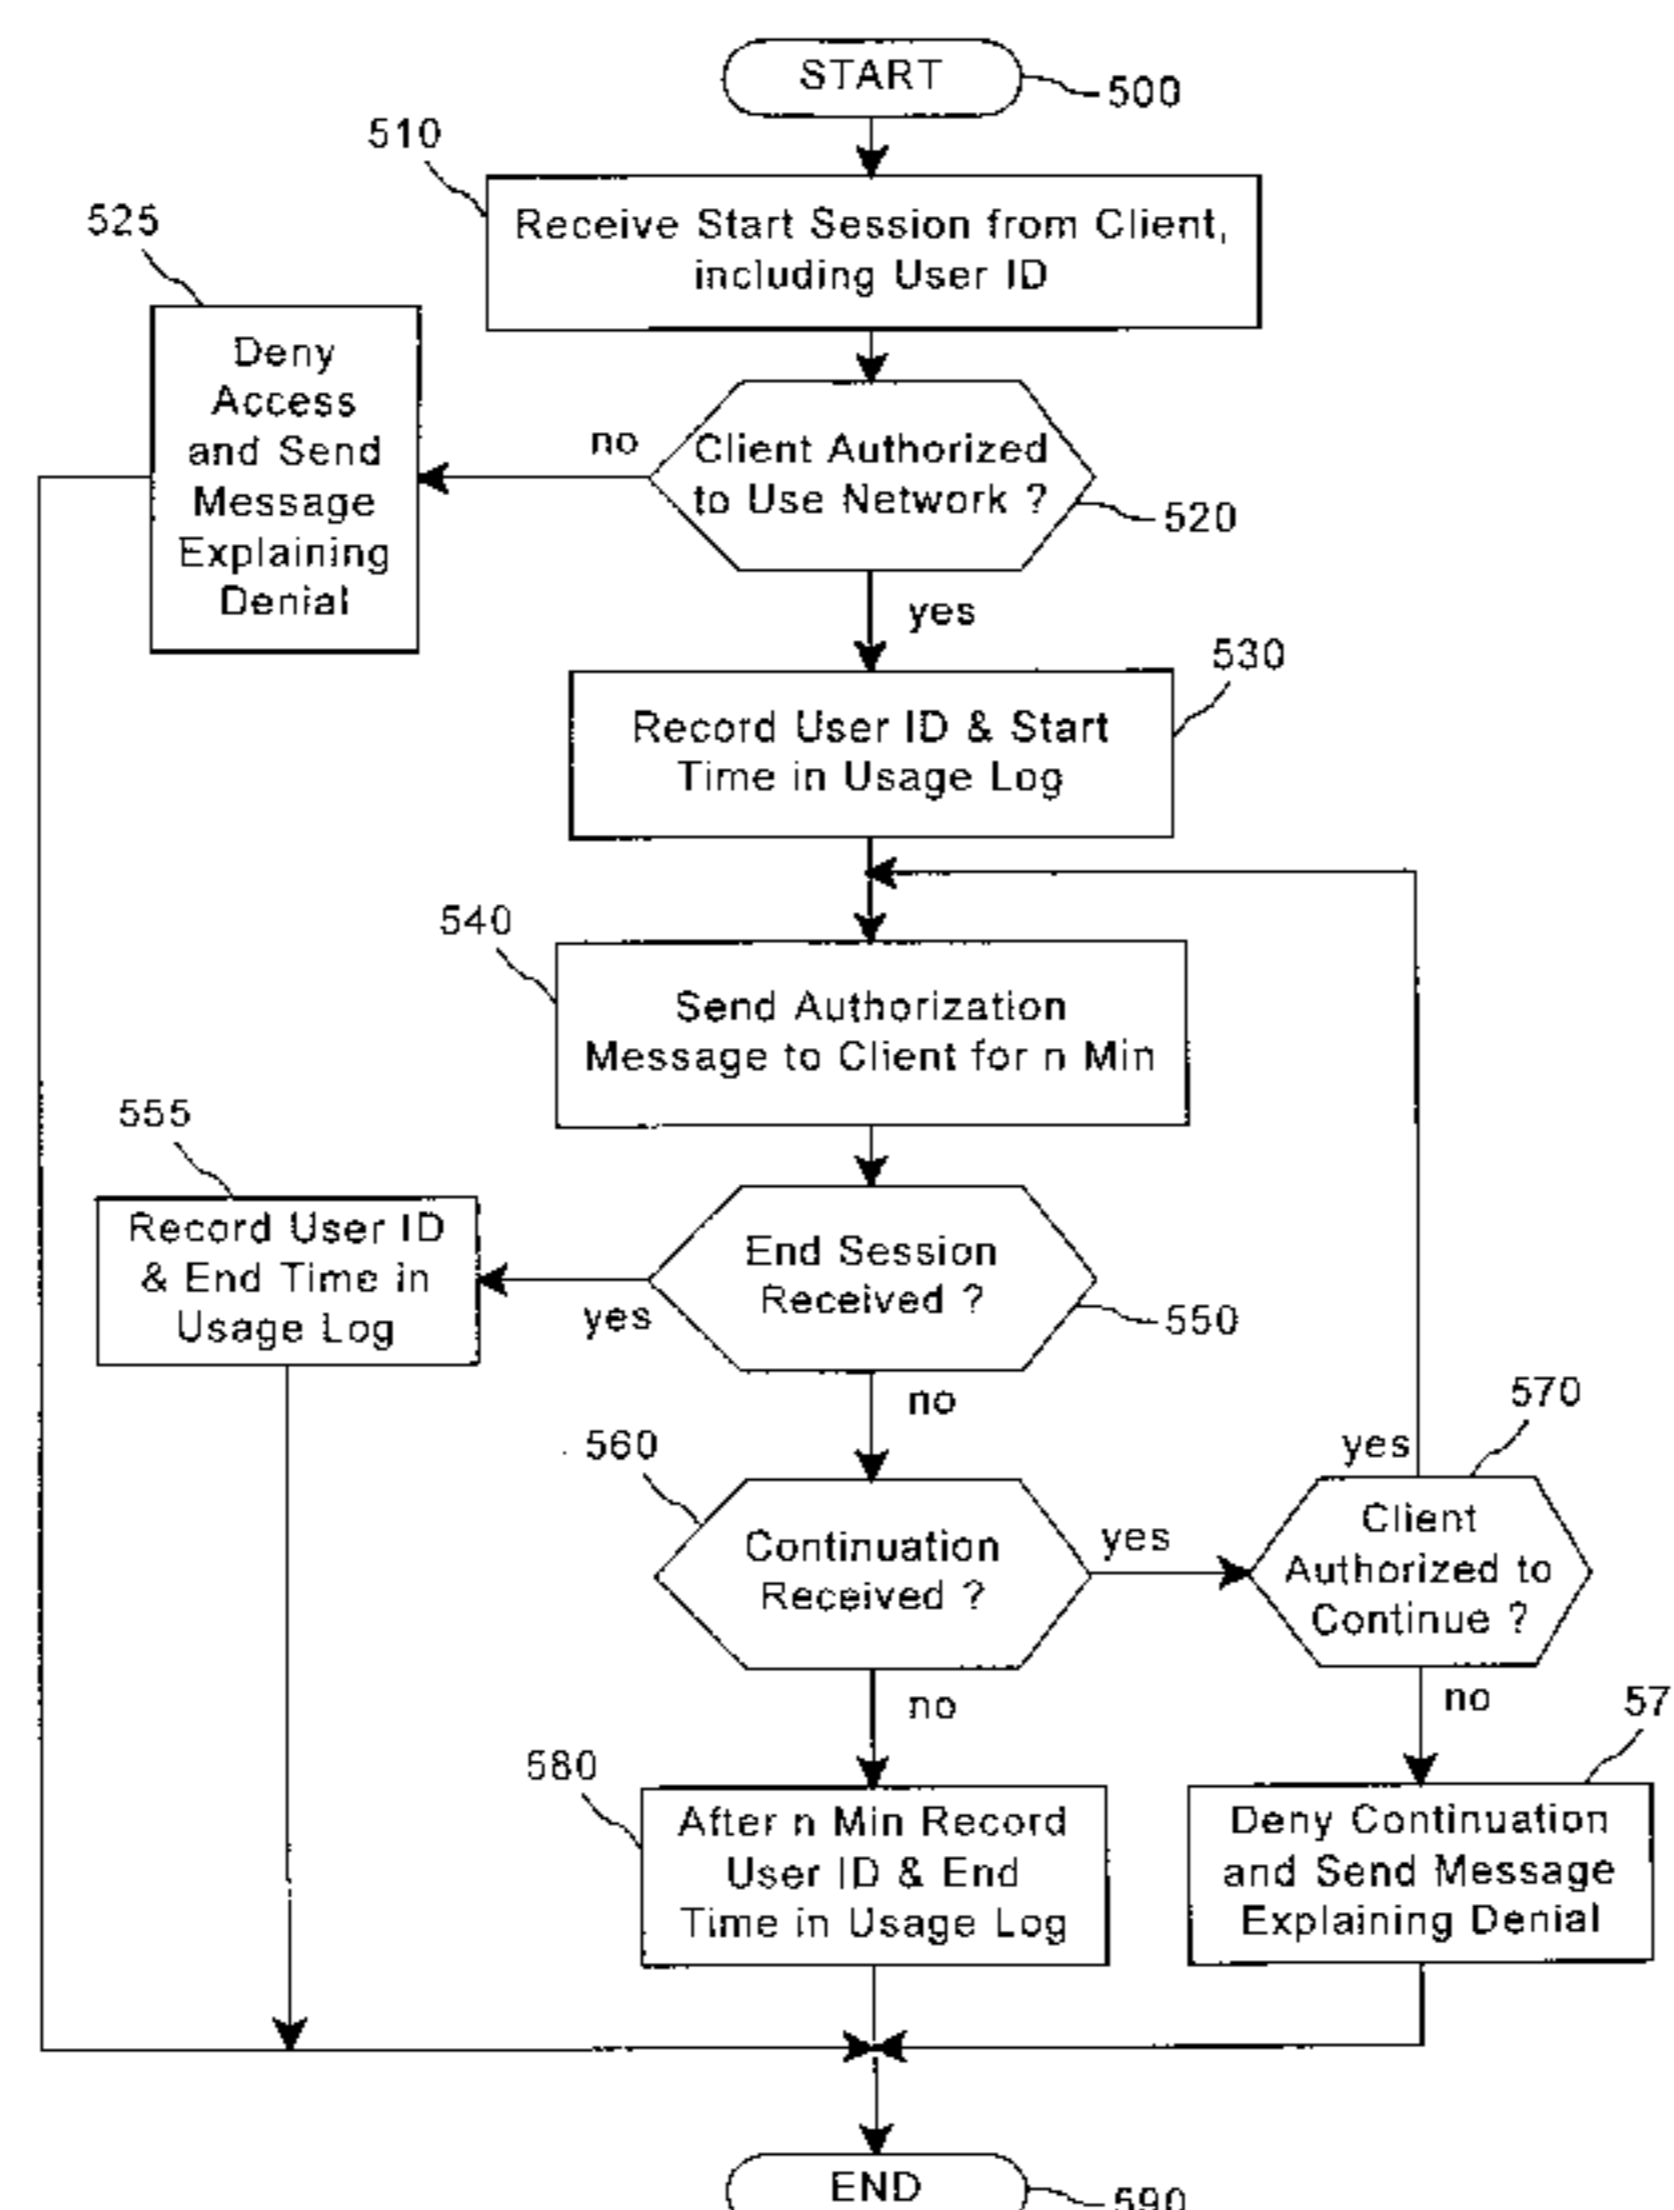 START
500
510
Receive Start Session from Client,
including User ID
525
Deny
Access
and Send
Message
Explaining
Denial
no
Client Authorized
to Use Network ?
520
yes
530
Record User ID & Start
Time in Usage Log
540
Send Authorization
Message to Client for n Min
555
Record User ID
& End Time in
Usage Log
yes
End Session
Received ?
550
no
560
Continuation
Received ?
yes
570
yes
Client
Authorized to
Continue ?
no
no
57
580
After n Min Record
User ID & End
Time in Usage Log
Deny Continuation
and Send Message
Explaining Denial
END
590